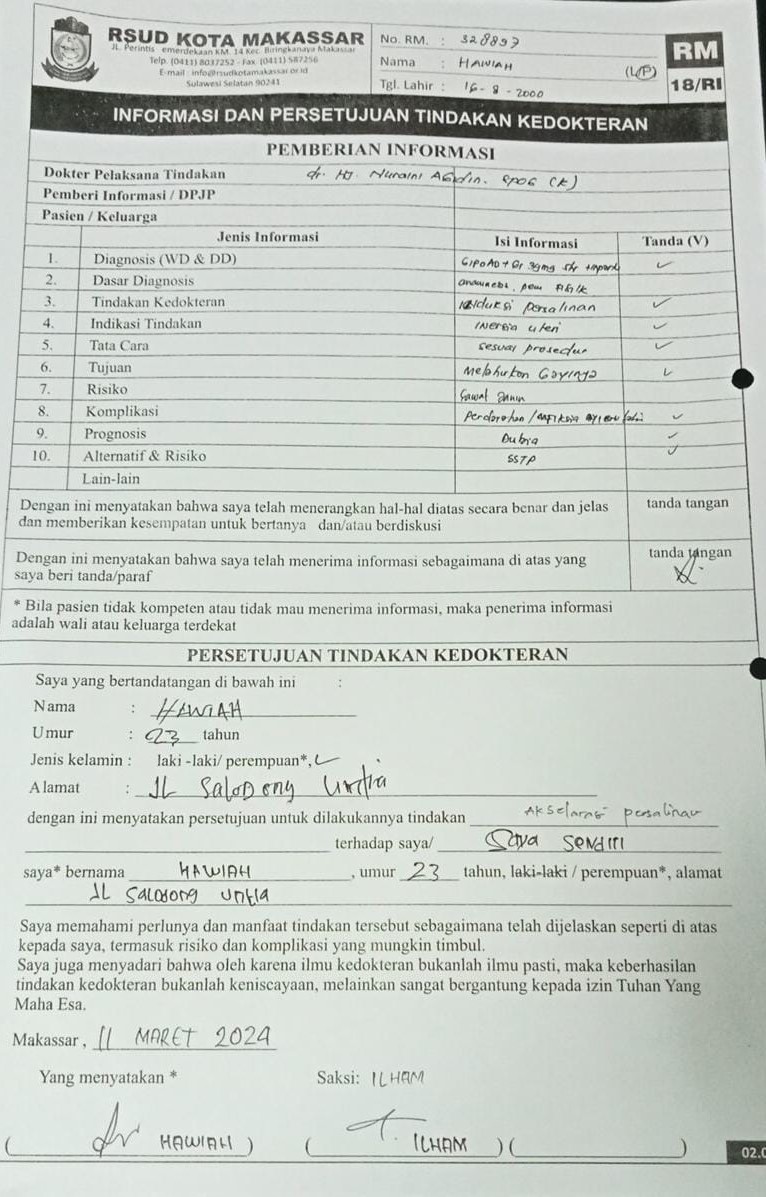 RSUD KOTA MAKASSAR
JL. Perintis emerdekaan KM. 14 Kec. Biringkanaya Makassar
Telp. (0411) 8037252 - Fax. (0411) 587256
E-mail : info@rsudkotamakassar.or.id
Sulawesi Selatan 90241
No. RM. : 328893
Nama : HAWIAH (L/P)
Tgl. Lahir : 16 - 8 - 2000
RM
18/RI
INFORMASI DAN PERSETUJUAN TINDAKAN KEDOKTERAN
PEMBERIAN INFORMASI
Dokter Pelaksana Tindakan dr. Hj. Nuraini SPOG (K)
Pemberi Informasi / DPJP
Pasien / Keluarga
Jenis Informasi Isi Informasi Tanda (V)
1. Diagnosis (WD & DD) ✓
2. Dasar Diagnosis
3. Tindakan Kedokteran Induksi persalinan ✓
4. Indikasi Tindakan Inersia uteri ✓
5. Tata Cara sesuai prosedur ✓
6. Tujuan Melahirkan Bayinya ✓
7. Risiko Gawat Janin
8. Komplikasi Perdarahan / ✓
9. Prognosis Dubia ✓
10. Alternatif & Risiko SSTP ✓
Lain-lain
Dengan ini menyatakan bahwa saya telah menerangkan hal-hal diatas secara benar dan jelas tanda tangan
dan memberikan kesempatan untuk bertanya dan/atau berdiskusi
Dengan ini menyatakan bahwa saya telah menerima informasi sebagaimana di atas yang tanda tangan
saya beri tanda/paraf
* Bila pasien tidak kompeten atau tidak mau menerima informasi, maka penerima informasi
adalah wali atau keluarga terdekat
PERSETUJUAN TINDAKAN KEDOKTERAN
Saya yang bertandatangan di bawah ini :
Nama : HAWIAH
Umur : 23 tahun
Jenis kelamin : laki -laki/ perempuan*, ✓
Alamat : JL Salodong Untia
dengan ini menyatakan persetujuan untuk dilakukannya tindakan Akselarasi persalinan
terhadap saya/ Saya SENDIRI
saya* bernama HAWIAH , umur 23 tahun, laki-laki / perempuan*, alamat
JL Salodong Untia
Saya memahami perlunya dan manfaat tindakan tersebut sebagaimana telah dijelaskan seperti di atas
kepada saya, termasuk risiko dan komplikasi yang mungkin timbul.
Saya juga menyadari bahwa oleh karena ilmu kedokteran bukanlah ilmu pasti, maka keberhasilan
tindakan kedokteran bukanlah keniscayaan, melainkan sangat bergantung kepada izin Tuhan Yang
Maha Esa.
Makassar , 11 MARET 2024
Yang menyatakan * Saksi: ILHAM
( HAWIAH ) ( ILHAM ) ( )
02.0